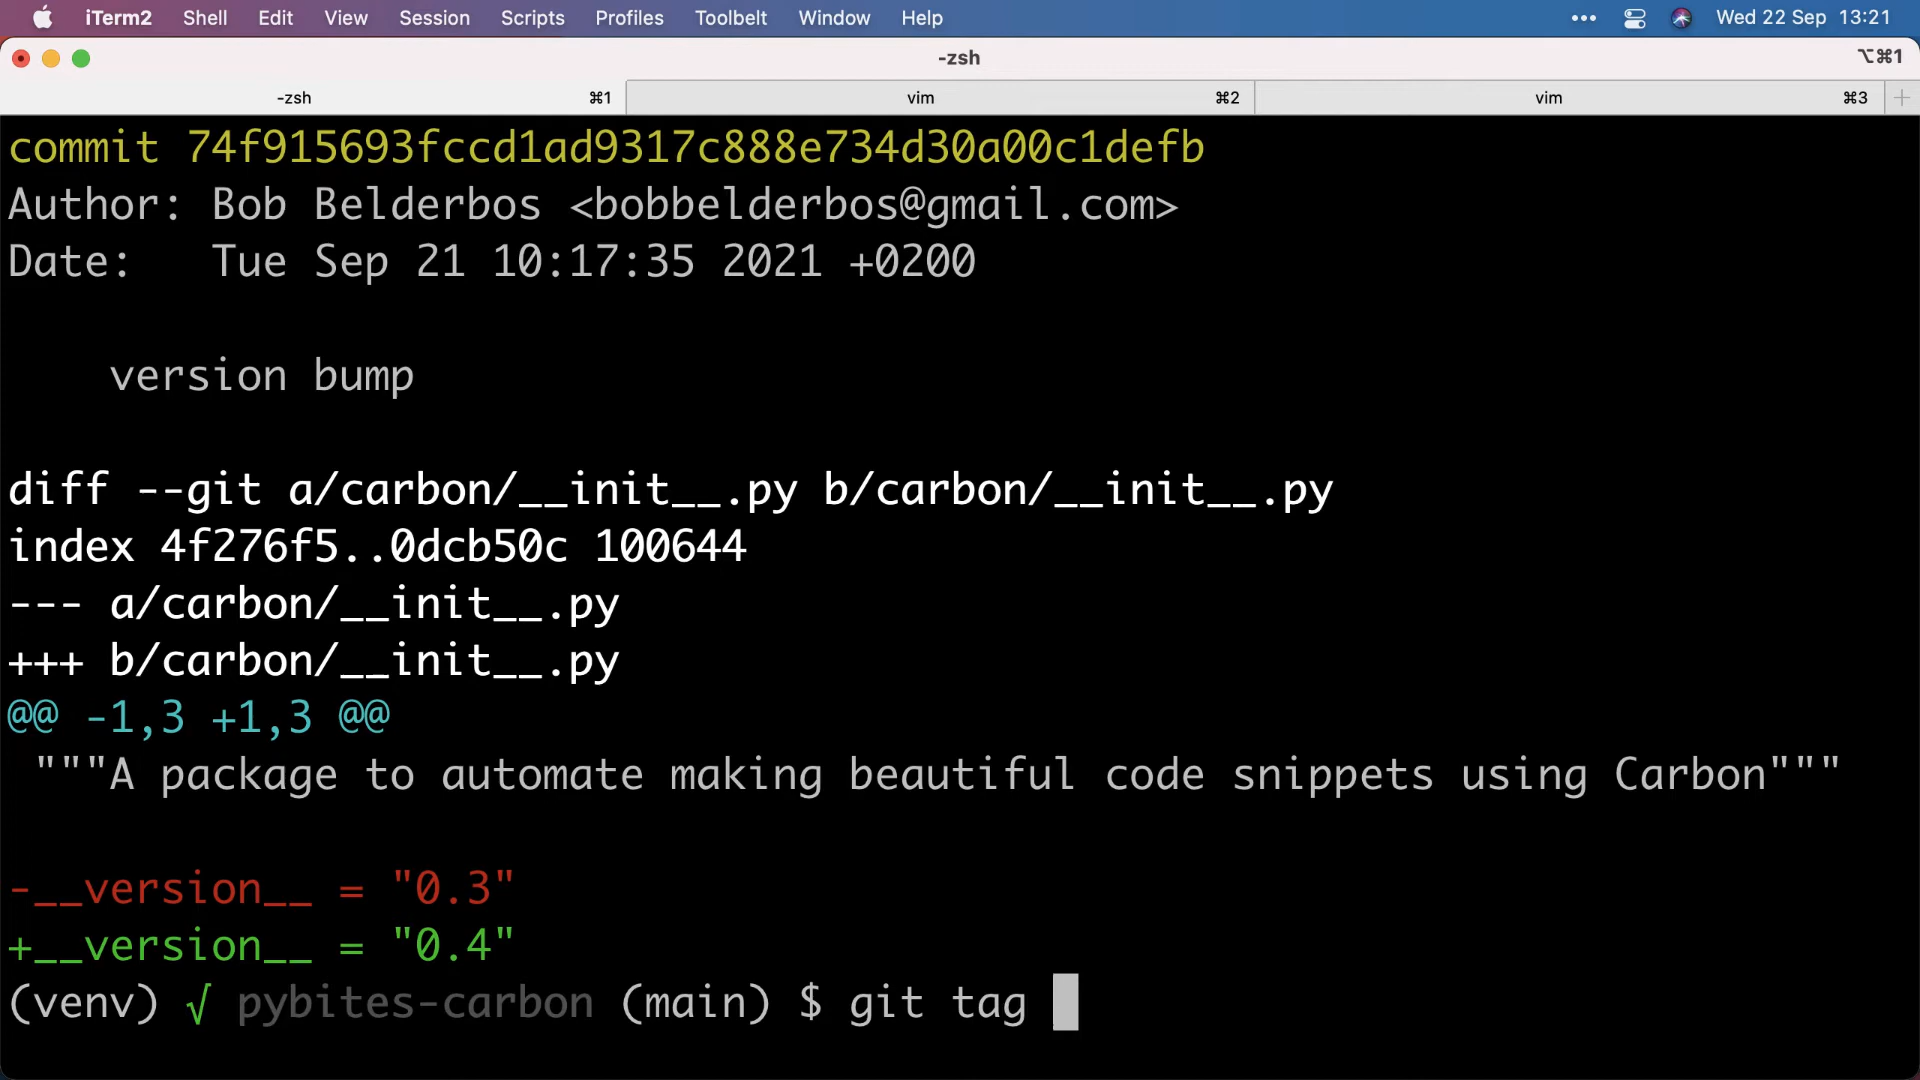 iTerm2 Shell Edit View Session Scripts Profiles Toolbelt Window Help ••• Wed 22 Sep 13:21
-zsh ⌥⌘1
-zsh ⌘1 vim ⌘2 vim ⌘3 +
commit 74f915693fccd1ad9317c888e734d30a00c1defb
Author: Bob Belderbos <bobbelderbos@gmail.com>
Date:   Tue Sep 21 10:17:35 2021 +0200
    version bump
diff --git a/carbon/__init__.py b/carbon/__init__.py
index 4f276f5..0dcb50c 100644
--- a/carbon/__init__.py
+++ b/carbon/__init__.py
@@ -1,3 +1,3 @@
 """A package to automate making beautiful code snippets using Carbon"""
-__version__ = "0.3"
+__version__ = "0.4"
(venv) √ pybites-carbon (main) $ git tag